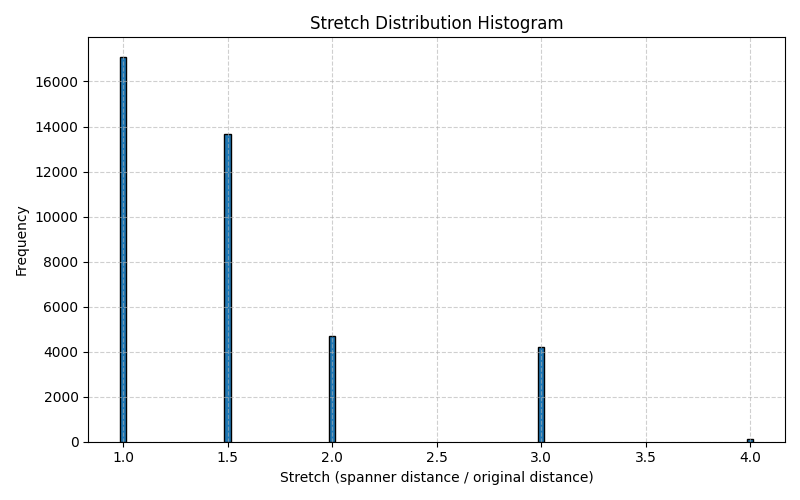 Stretch Distribution Histogram
Frequency
16000
14000
12000
10000
8000
6000
4000
2000
0
1.0 1.5 2.0 2.5 3.0 3.5 4.0
Stretch (spanner distance / original distance)